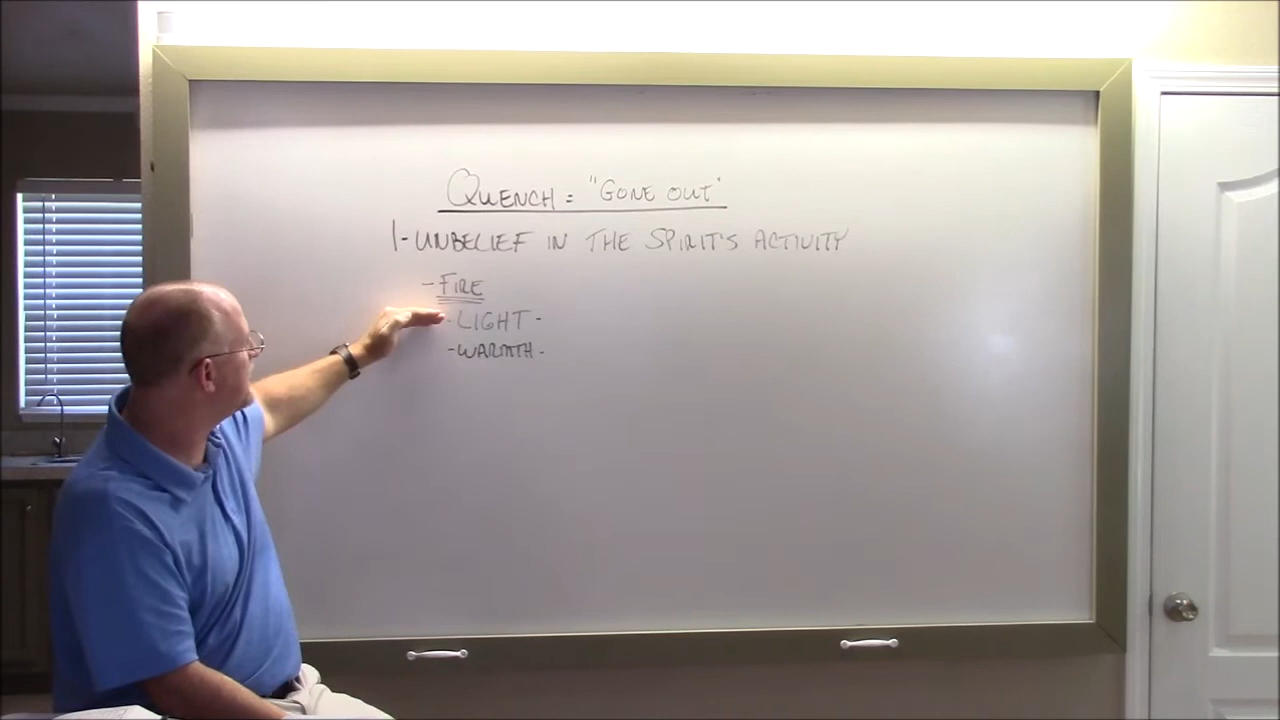 QUENCH = "GONE OUT"
1-UNBELIEF IN THE SPIRIT'S ACTIVITY
-FIRE
-LIGHT-
-WARMTH-